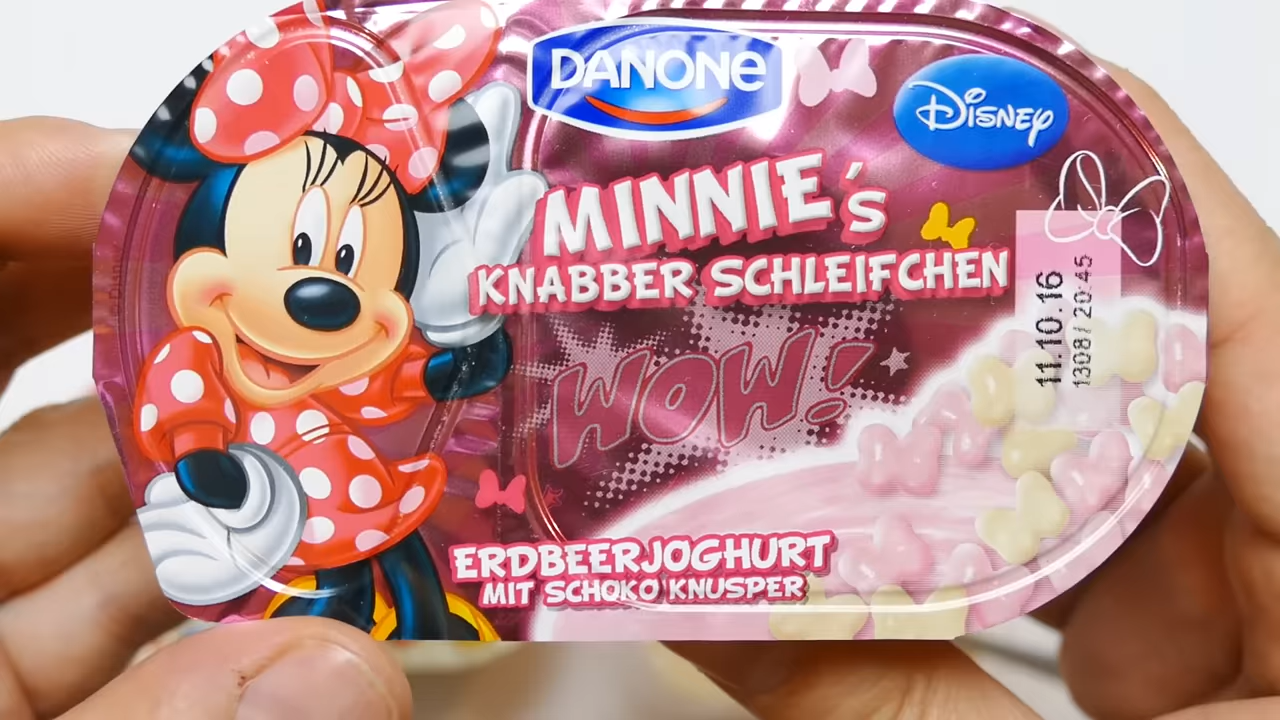 DANONE
DISNEY
MINNIE's
KNABBER SCHLEIFCHEN
WOW!
11.10.16
1308/ 20:45
ERDBEERJOGHURT
MIT SCHOKO KNUSPER